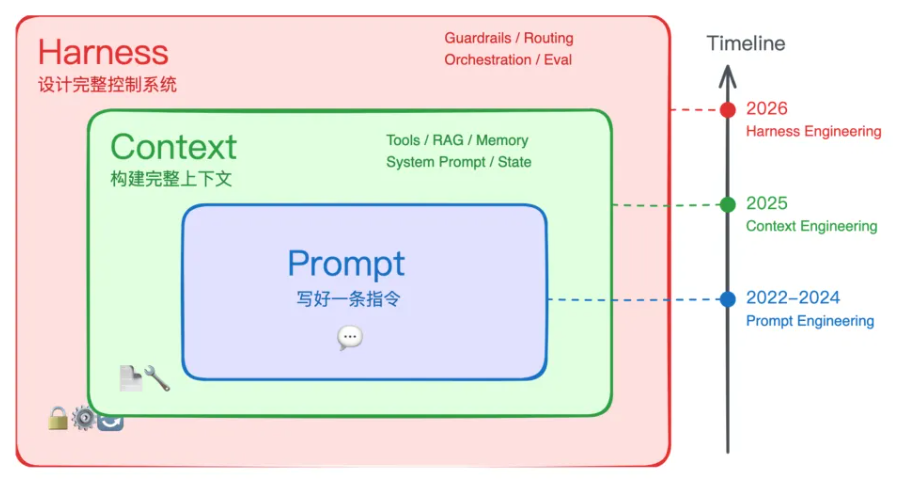 Harness
设计完整控制系统
Guardrails / Routing
Orchestration / Eval
Context
构建完整上下文
Tools / RAG / Memory
System Prompt / State
Prompt
写好一条指令
Timeline
2026
Harness Engineering
2025
Context Engineering
2022–2024
Prompt Engineering